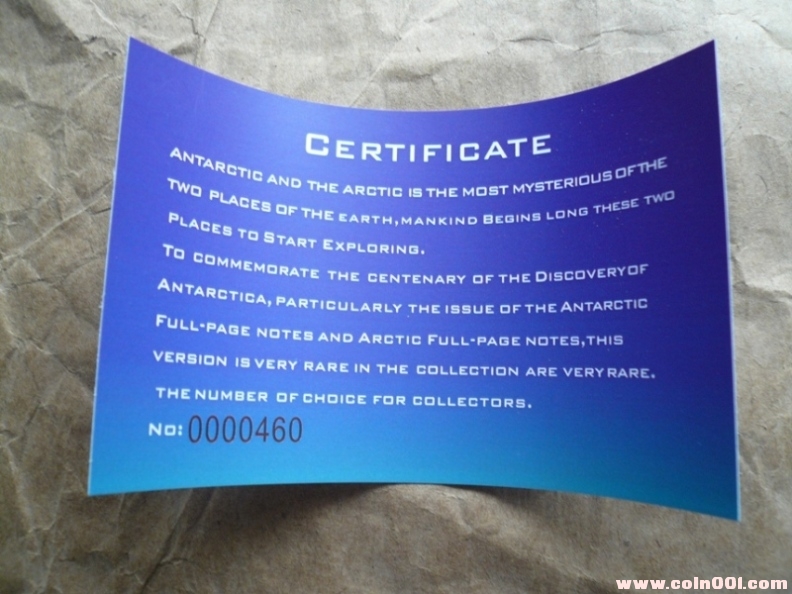 CERTIFICATE
ANTARCTIC AND THE ARCTIC IS THE MOST MYSTERIOUS OF THE
TWO PLACES OF THE EARTH, MANKIND BEGINS LONG THESE TWO
PLACES TO START EXPLORING.
TO COMMEMORATE THE CENTENARY OF THE DISCOVERY OF
ANTARCTICA, PARTICULARLY THE ISSUE OF THE ANTARCTIC
FULL-PAGE NOTES AND ARCTIC FULL-PAGE NOTES, THIS
VERSION IS VERY RARE IN THE COLLECTION ARE VERY RARE.
THE NUMBER OF CHOICE FOR COLLECTORS.
NO: 0000460
www.coin001.com